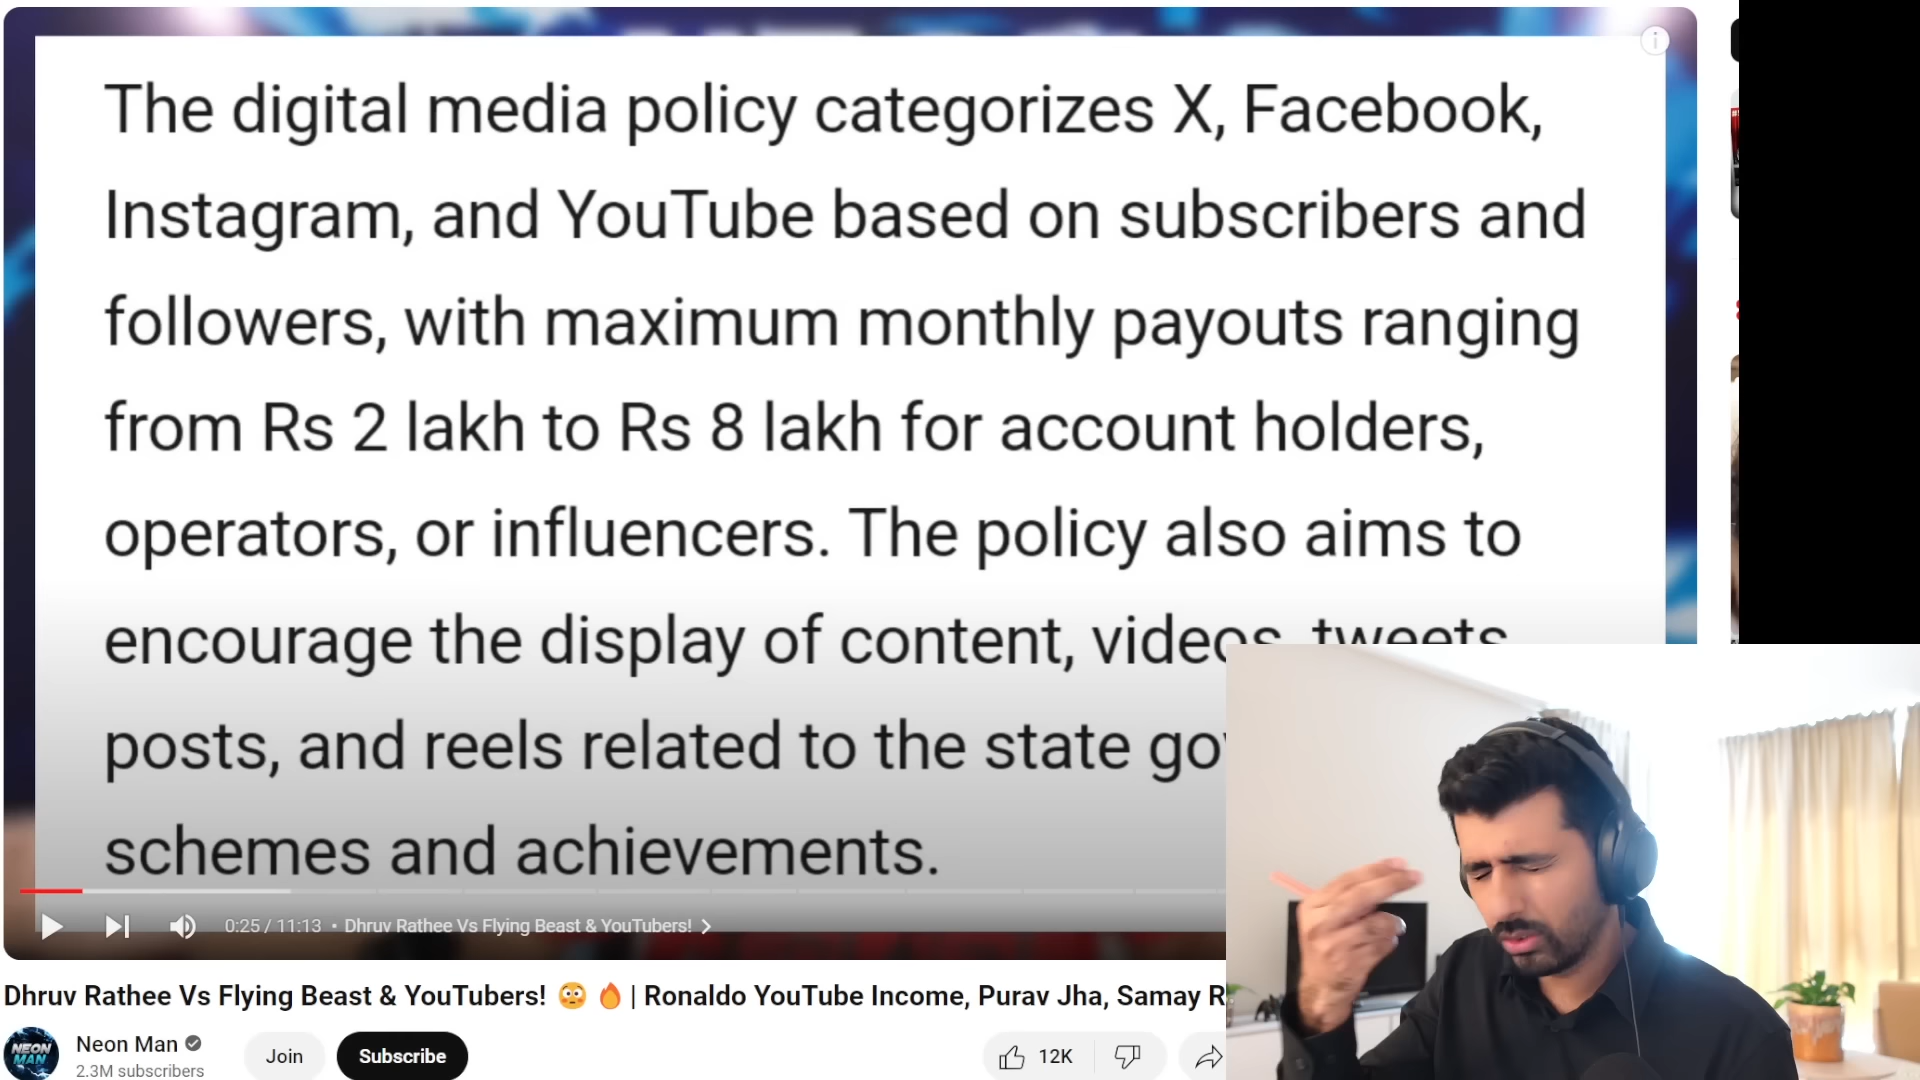 The digital media policy categorizes X, Facebook,
Instagram, and YouTube based on subscribers and
followers, with maximum monthly payouts ranging
from Rs 2 lakh to Rs 8 lakh for account holders,
operators, or influencers. The policy also aims to
encourage the display of content, videos, tweets,
posts, and reels related to the state
schemes and achievements.
0:25 / 11:13 • Dhruv Rathee Vs Flying Beast & YouTubers!
Dhruv Rathee Vs Flying Beast & YouTubers! 😳 🔥 | Ronaldo YouTube Income, Purav Jha, Samay
NEON MAN
Neon Man
2.3M subscribers
Join
Subscribe
12K